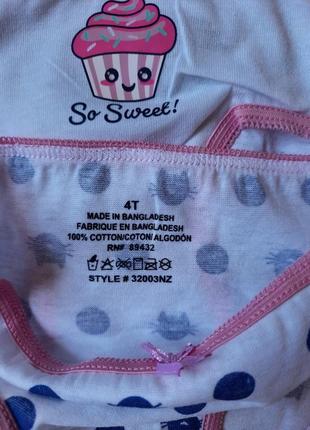 So Sweet!
4T
MADE IN BANGLADESH
FABRIQUE EN BANGLADESH
100% COTTON/COTON/ ALGODÓN
RN# 89432
STYLE # 32003NZ